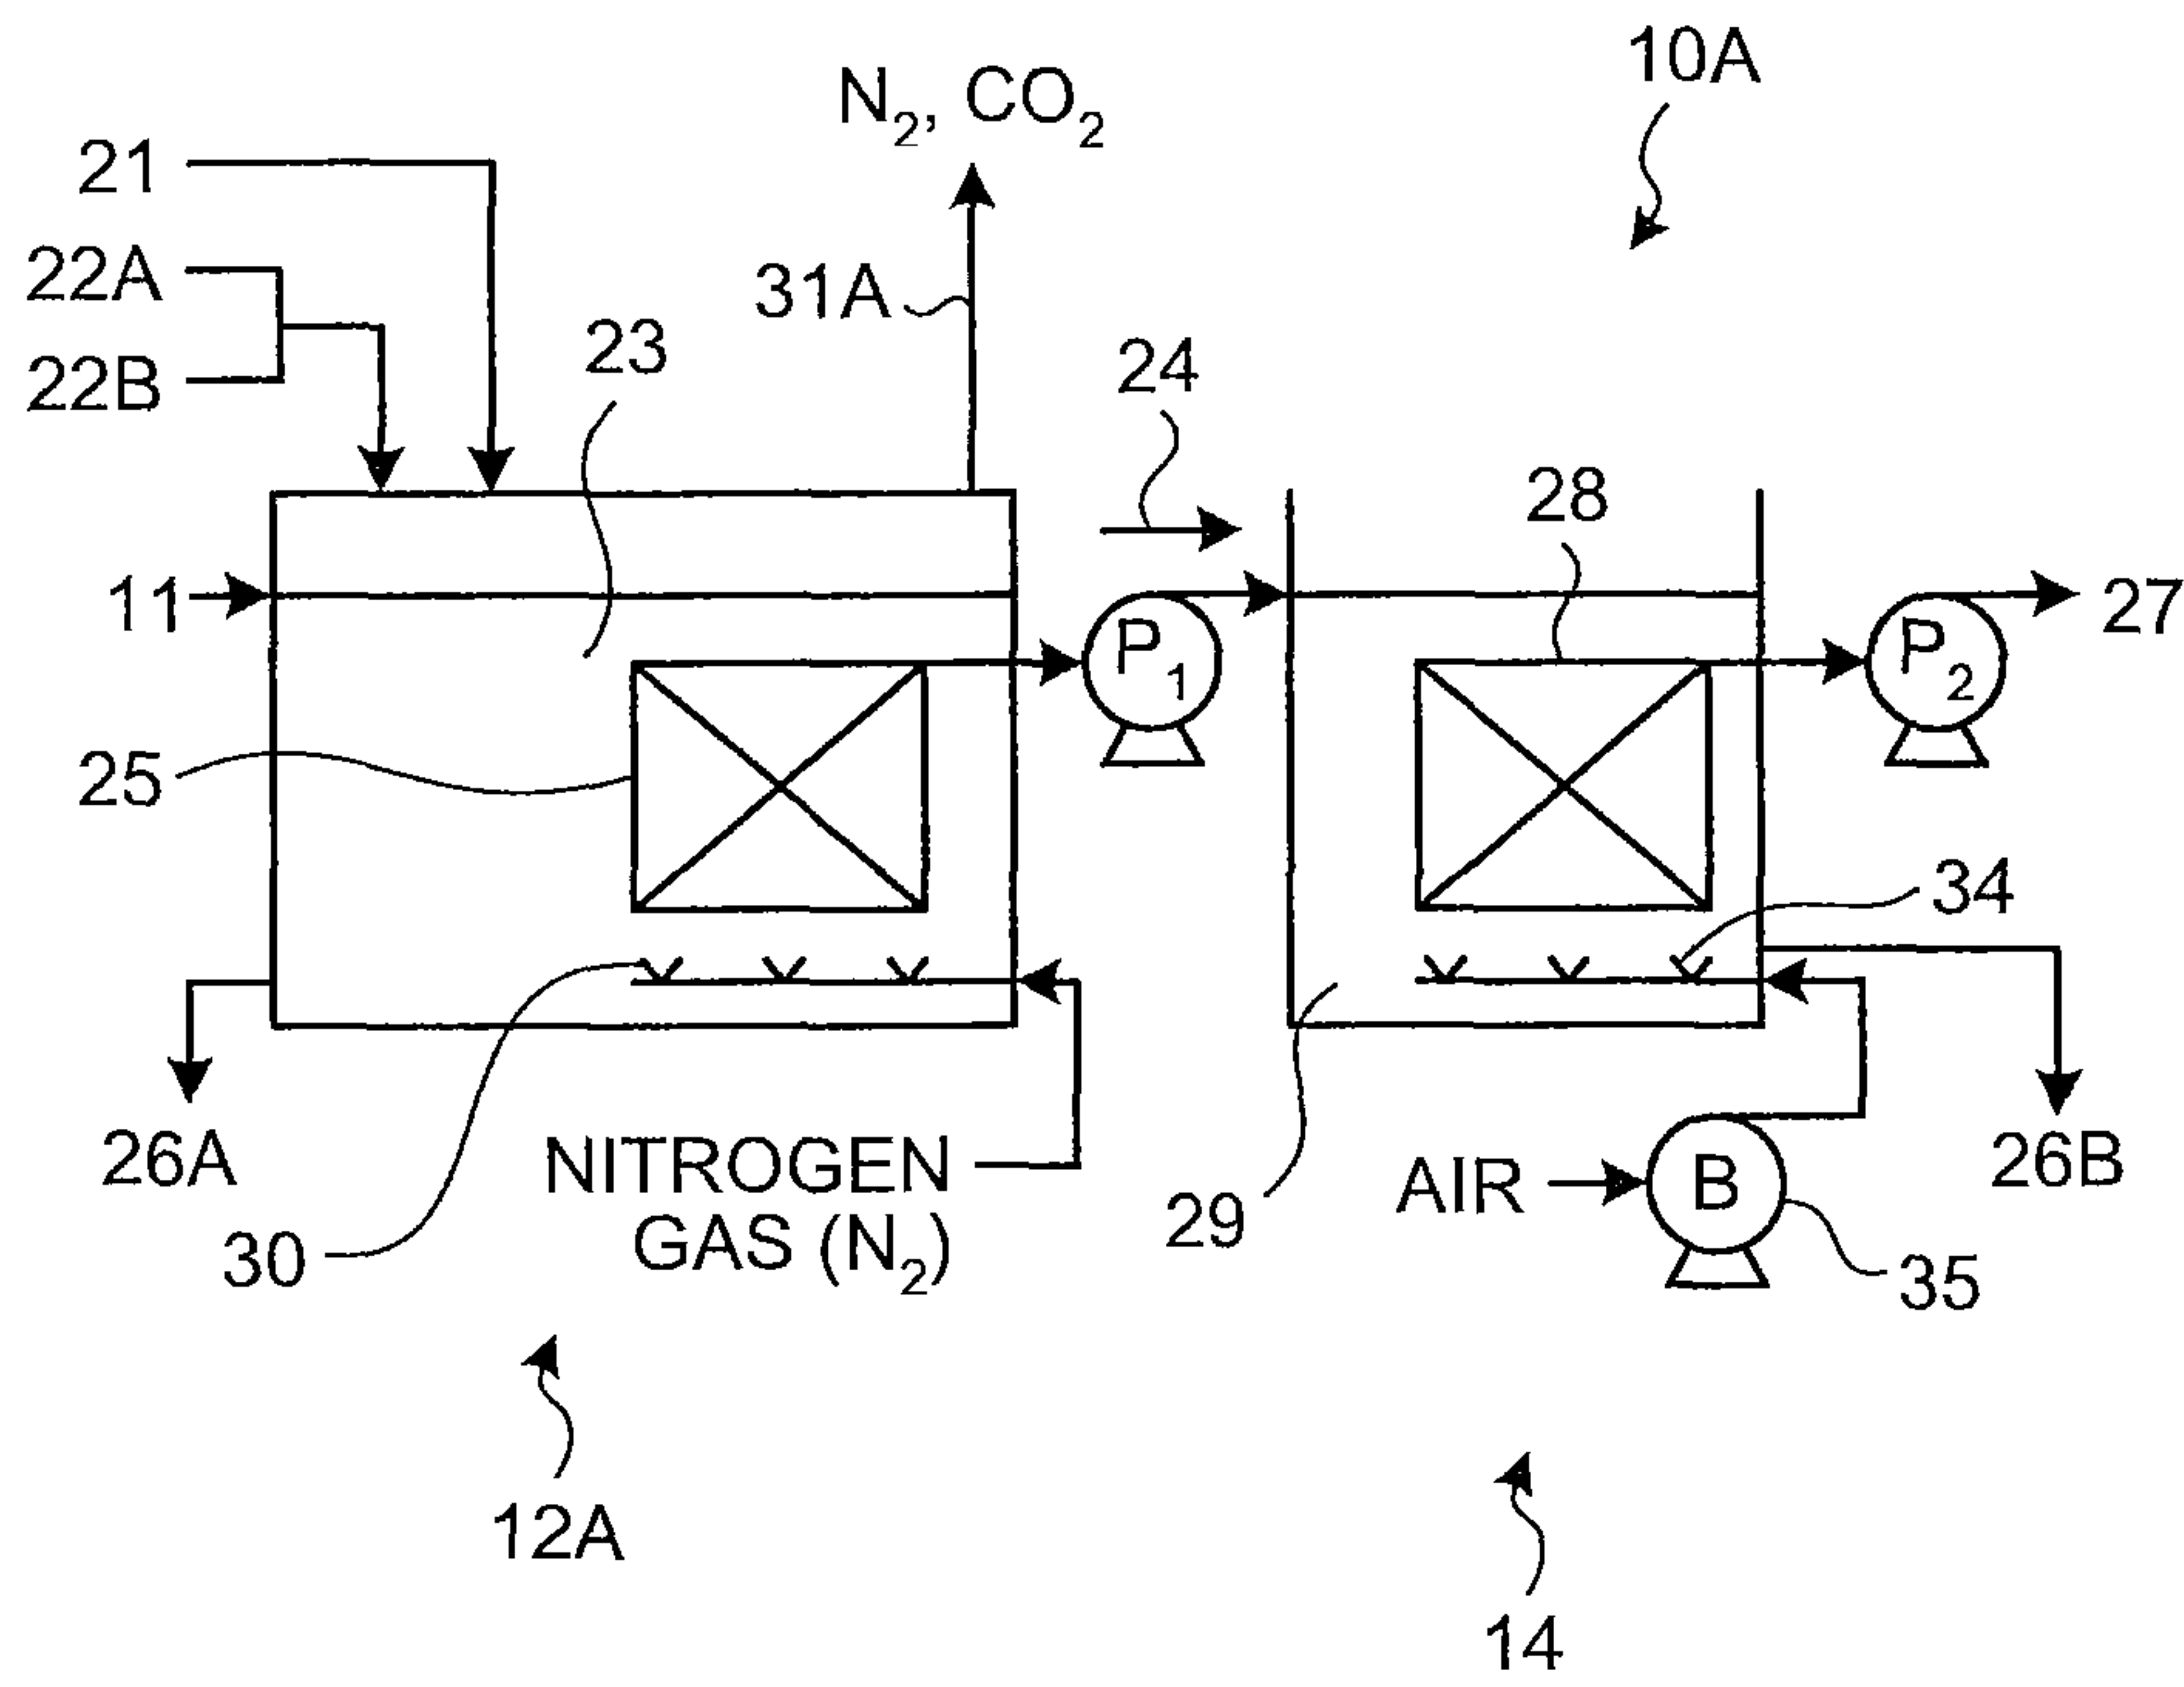 10A
N2, CO2
21
22A
31A
23
24
22B
28
11
P1
P2
27
25
34
26A
NITROGEN
GAS (N2)
30
29
AIR
B
26B
35
12A
14